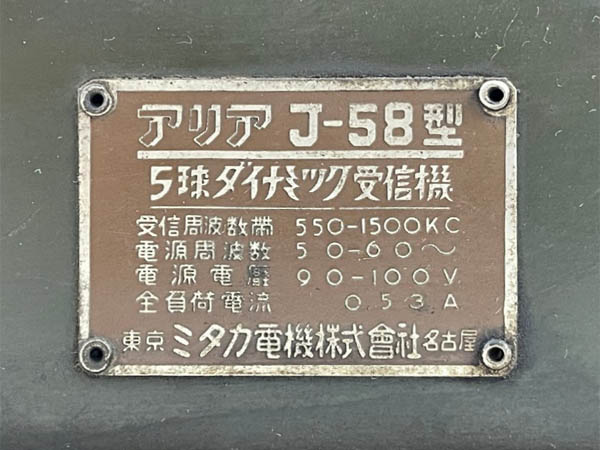 アリア J-58型
5球ダイナミック受信機
受信周波数帯 550-1500KC
電源周波数 50-60〜
電源電壓 90-100V
全負荷電流 0.53A
東京 ミタカ電機株式會社 名古屋